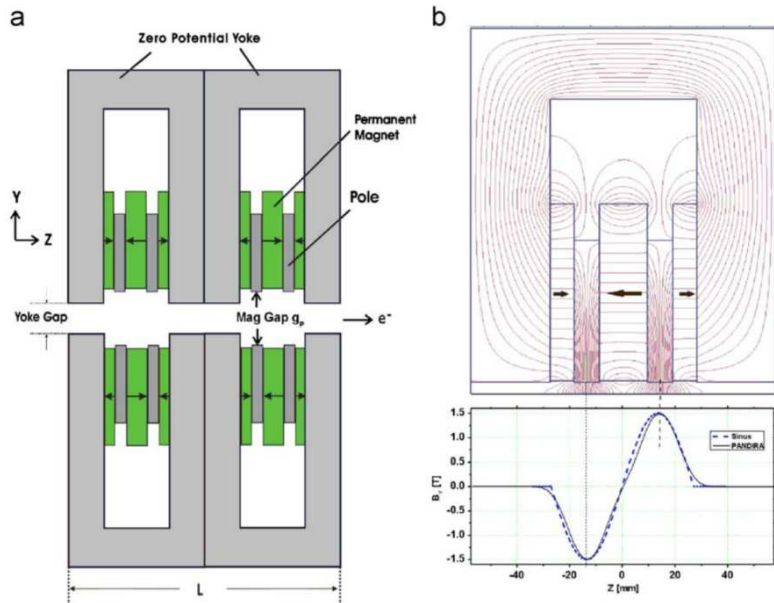 a
Zero Potential Yoke
Permanent
Magnet
Pole
Y
Z
Yoke Gap
Mag Gap gₚ
e⁻
L
b
1.5
1.0
0.5
0.0
-0.5
-1.0
-1.5
Sinus
PANDIRA
-40
-20
0
20
40
Z [mm]